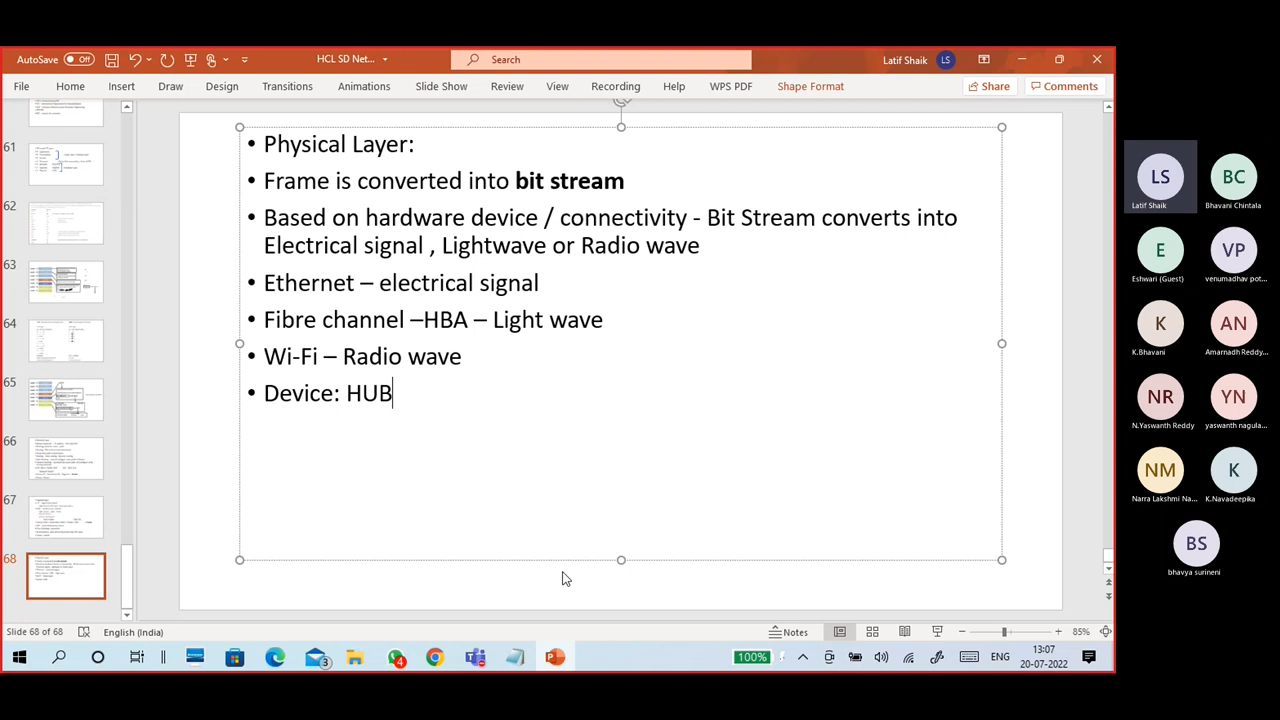 AutoSave Off HCL SD Net... Search Latif Shaik LS
File Home Insert Draw Design Transitions Animations Slide Show Review View Recording Help WPS PDF Shape Format Share Comments
61
62
63
64
65
66
67
68
• Physical Layer:
• Frame is converted into bit stream
• Based on hardware device / connectivity - Bit Stream converts into
Electrical signal , Lightwave or Radio wave
• Ethernet – electrical signal
• Fibre channel –HBA – Light wave
• Wi-Fi – Radio wave
• Device: HUB
Slide 68 of 68 English (India) Notes 85%
3 4 100% ENG 13:07
20-07-2022
LS BC
Latif Shaik Bhavani Chintala
E VP
Eshwari (Guest) venumadhav pot...
K AN
K.Bhavani Amarnadh Reddy...
NR YN
N.Yaswanth Reddy yaswanth nagula...
NM K
Narra Lakshmi Na... K.Navadeepika
BS
bhavya surineni